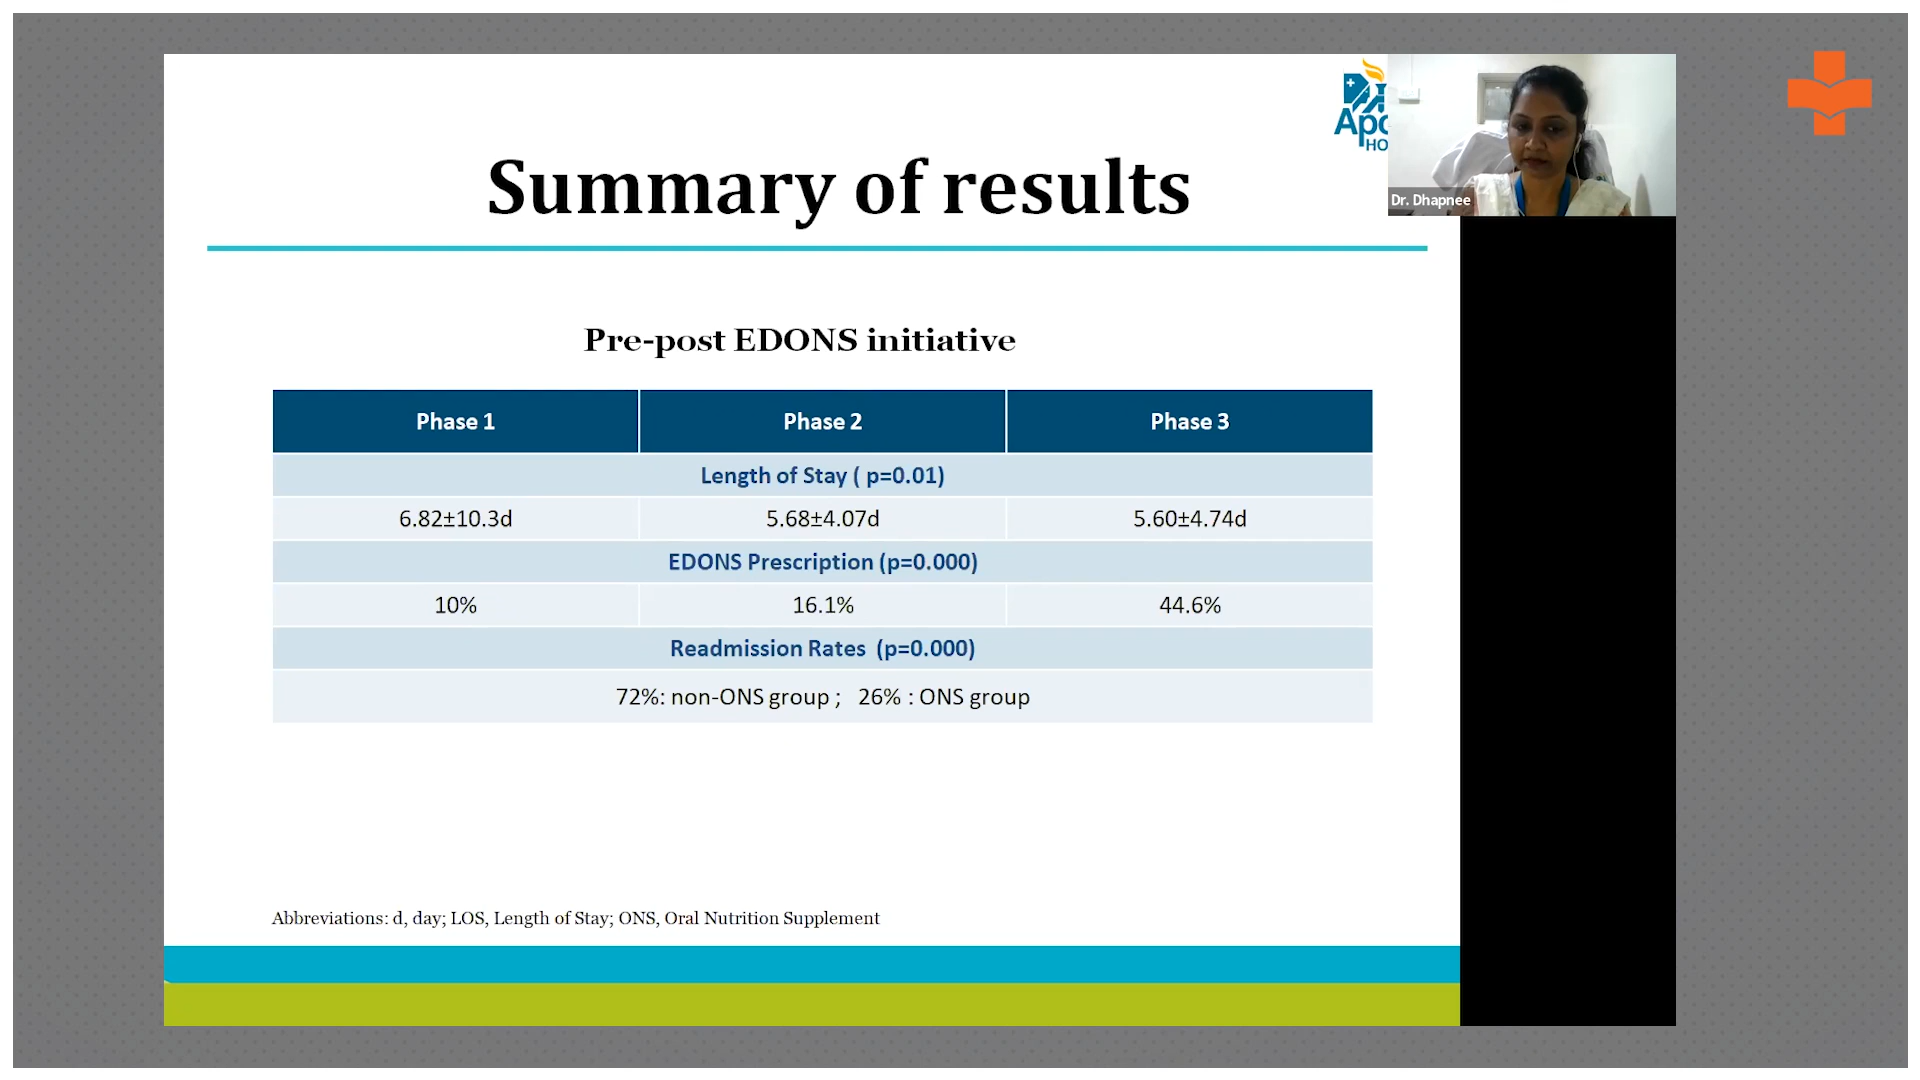 Apo
HO
Dr. Dhapnee
Summary of results
Pre-post EDONS initiative
Phase 1 Phase 2 Phase 3
Length of Stay ( p=0.01)
6.82±10.3d 5.68±4.07d 5.60±4.74d
EDONS Prescription (p=0.000)
10% 16.1% 44.6%
Readmission Rates (p=0.000)
72%: non-ONS group ; 26% : ONS group
Abbreviations: d, day; LOS, Length of Stay; ONS, Oral Nutrition Supplement